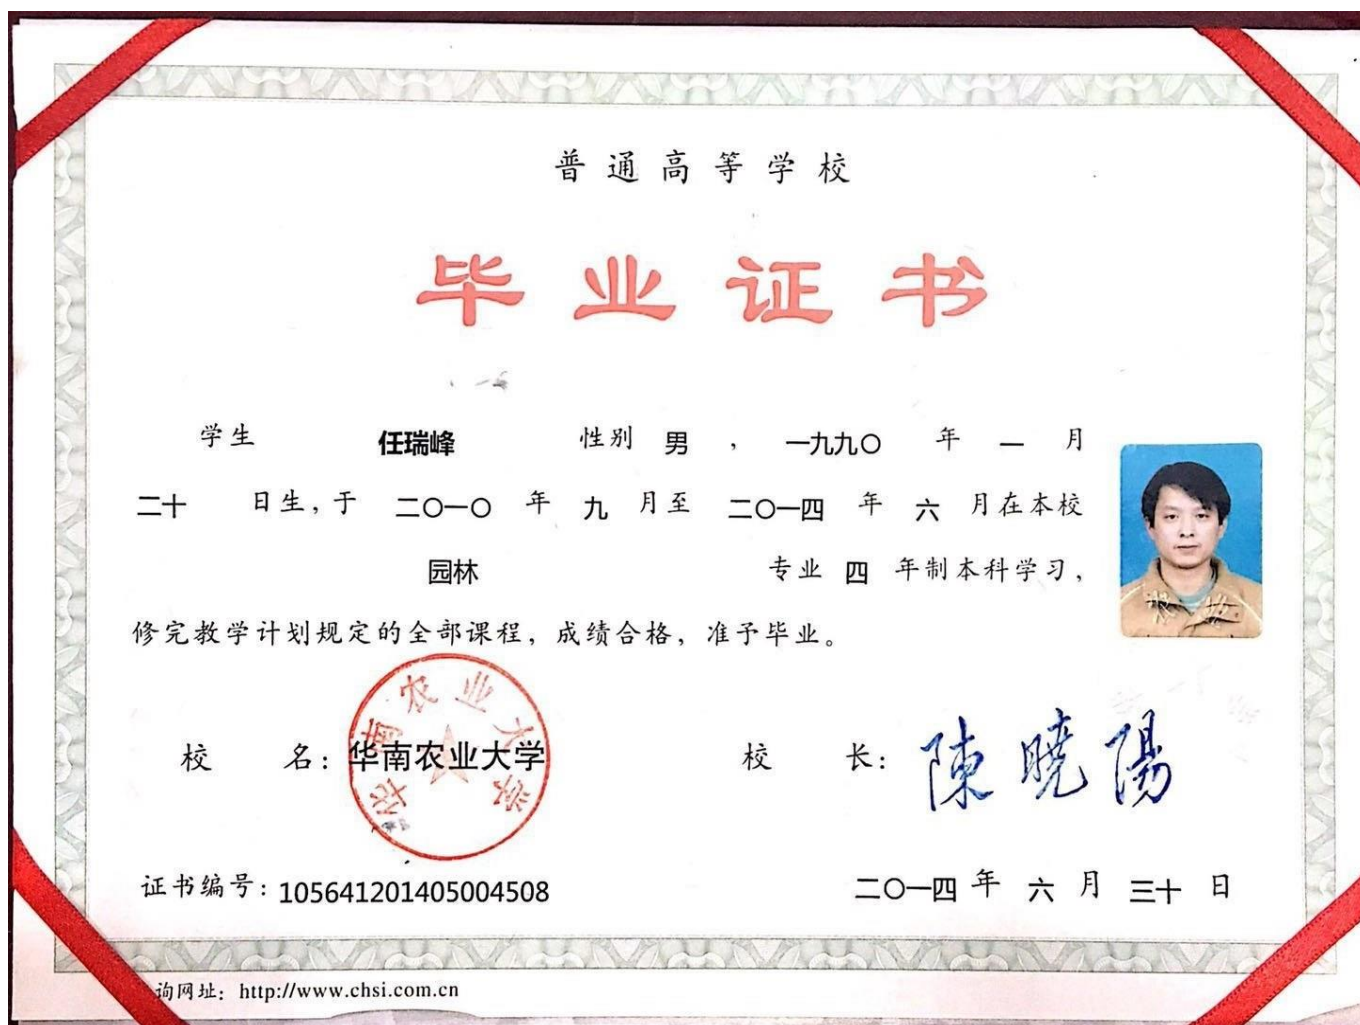 普通高等学校
毕业证书
学生 任瑞峰 性别 男 ， 一九九〇 年 一 月
二十 日生，于 二〇一〇 年 九 月至 二〇一四 年 六 月在本校
园林 专业 四 年制本科学习，
修完教学计划规定的全部课程，成绩合格，准予毕业。
华南农业大学
校 名：华南农业大学 校 长：陳曉陽
证书编号：105641201405004508 二〇一四 年 六 月 三十 日
询网址：http://www.chsi.com.cn